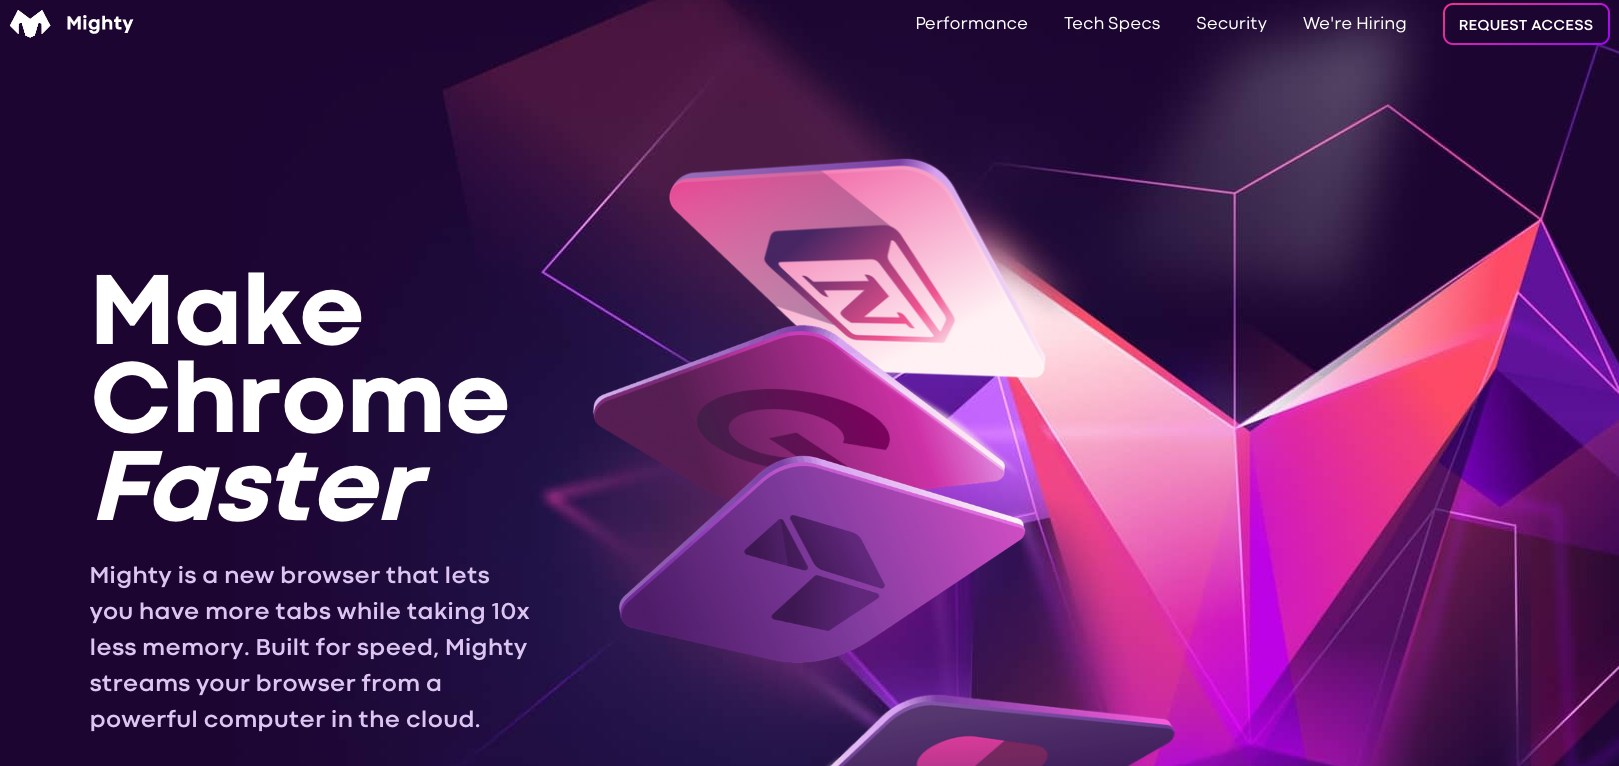 Mighty
Performance
Tech Specs
Security
We're Hiring
REQUEST ACCESS
N
Make
Chrome
Faster
Mighty is a new browser that lets
you have more tabs while taking 10x
less memory. Built for speed, Mighty
streams your browser from a
powerful computer in the cloud.